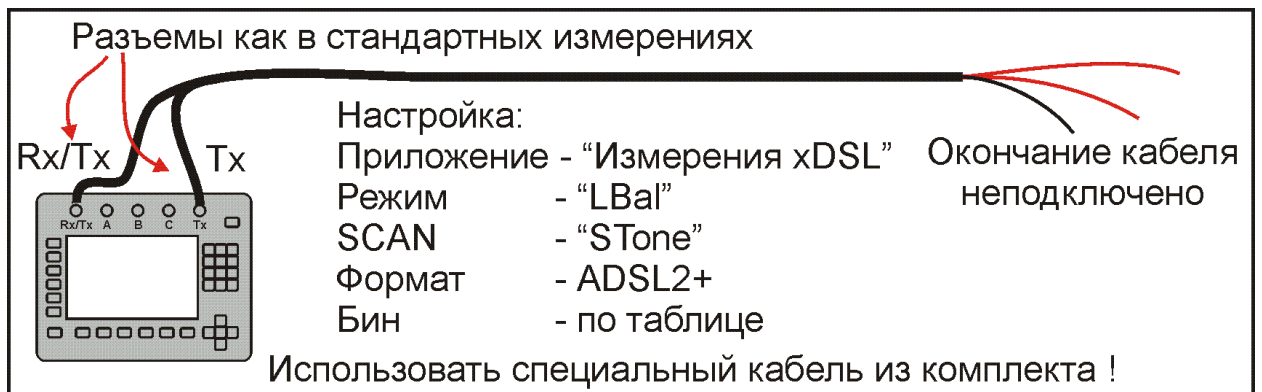 Разъемы как в стандартных измерениях
Rx/Tx
Tx
Настройка:
Приложение - “Измерения xDSL”
Режим - “LBal”
SCAN - “STone”
Формат - ADSL2+
Бин - по таблице
Окончание кабеля
неподключено
Rx/Tx A B C Tx
Использовать специальный кабель из комплекта !